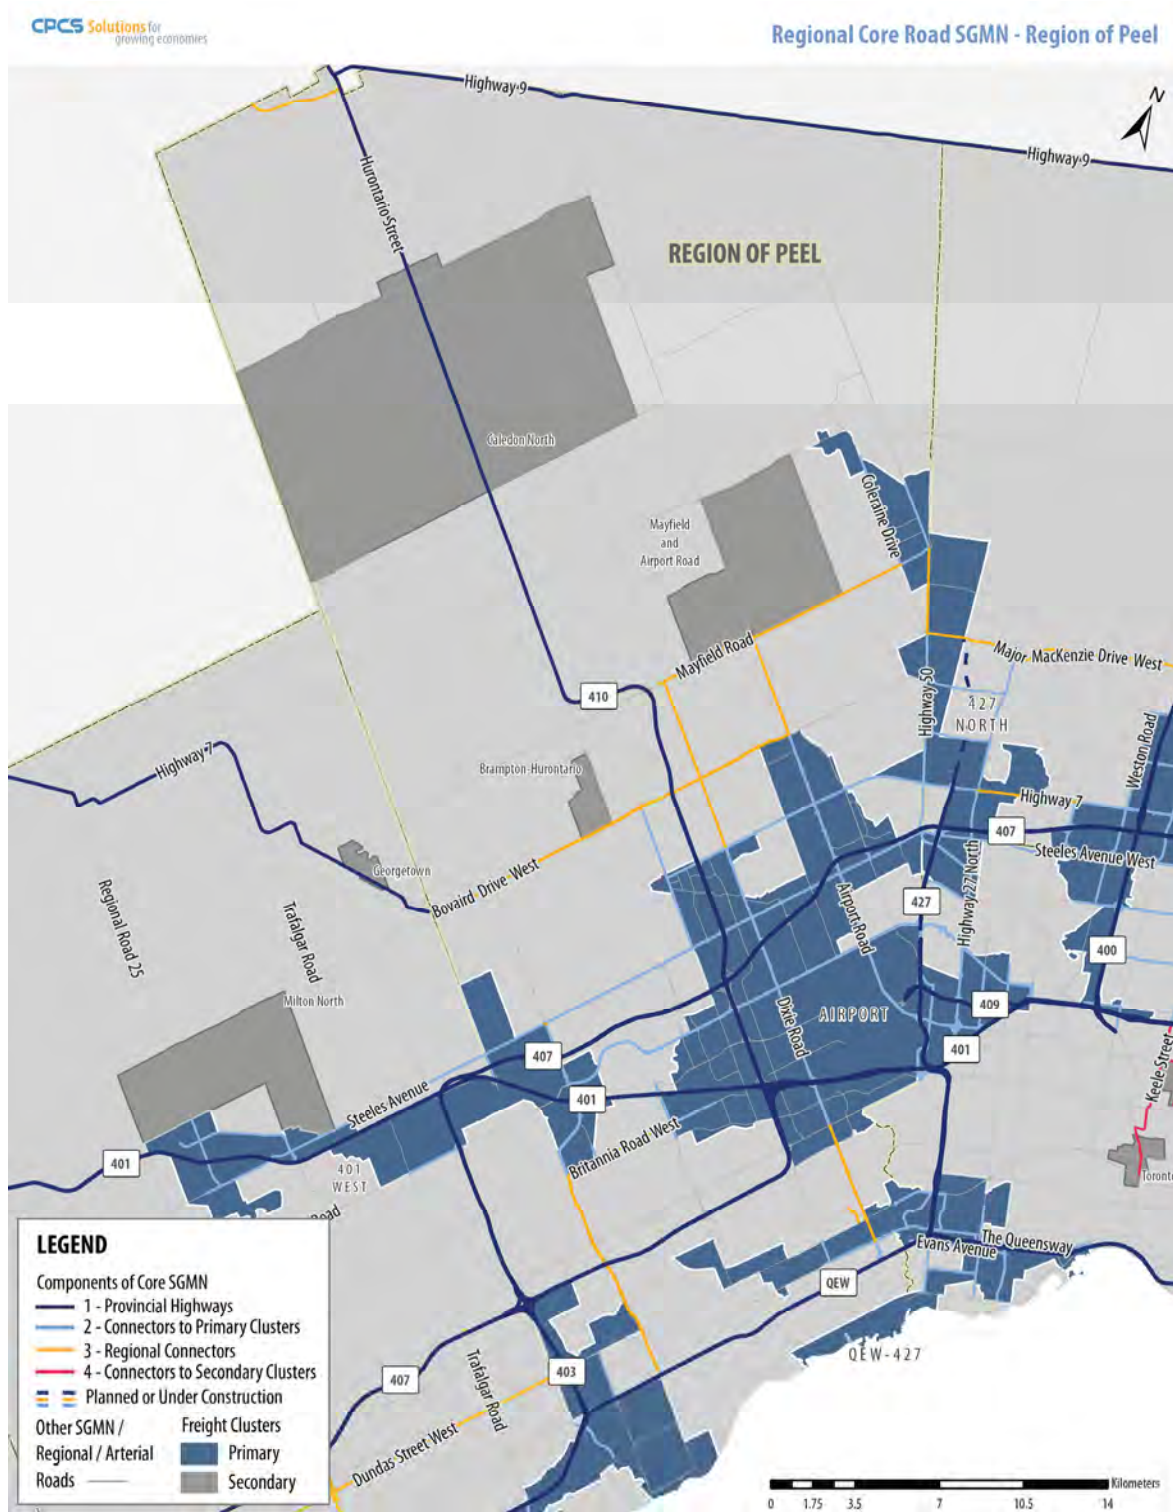 CPCS Solutions for
growing economies
Regional Core Road SGMN - Region of Peel
Highway 9
N
Highway 9
Hurontario Street
REGION OF PEEL
Caledon North
Mayfield
and
Airport Road
Coleraine Drive
Mayfield Road
Major MacKenzie Drive West
410
Highway 50
427
NORTH
Weston Road
Highway 7
Brampton-Hurontario
Highway 7
407
Steeles Avenue West
Georgetown
Bovaird Drive West
Regional Road 25
Trafalgar Road
Airport Road
427
Highway 27 North
400
Milton North
Dixie Road
AIRPORT
409
407
401
Keele Street
Steeles Avenue
401
Britannia Road West
401
401
WEST
Toronto
oad
Evans Avenue
The Queensway
QEW
QEW-427
403
407
Trafalgar Road
Dundas Street West
LEGEND
Components of Core SGMN
1 - Provincial Highways
2 - Connectors to Primary Clusters
3 - Regional Connectors
4 - Connectors to Secondary Clusters
Planned or Under Construction
Other SGMN /
Regional / Arterial
Roads
Freight Clusters
Primary
Secondary
Kilometers
0 1.75 3.5 7 10.5 14